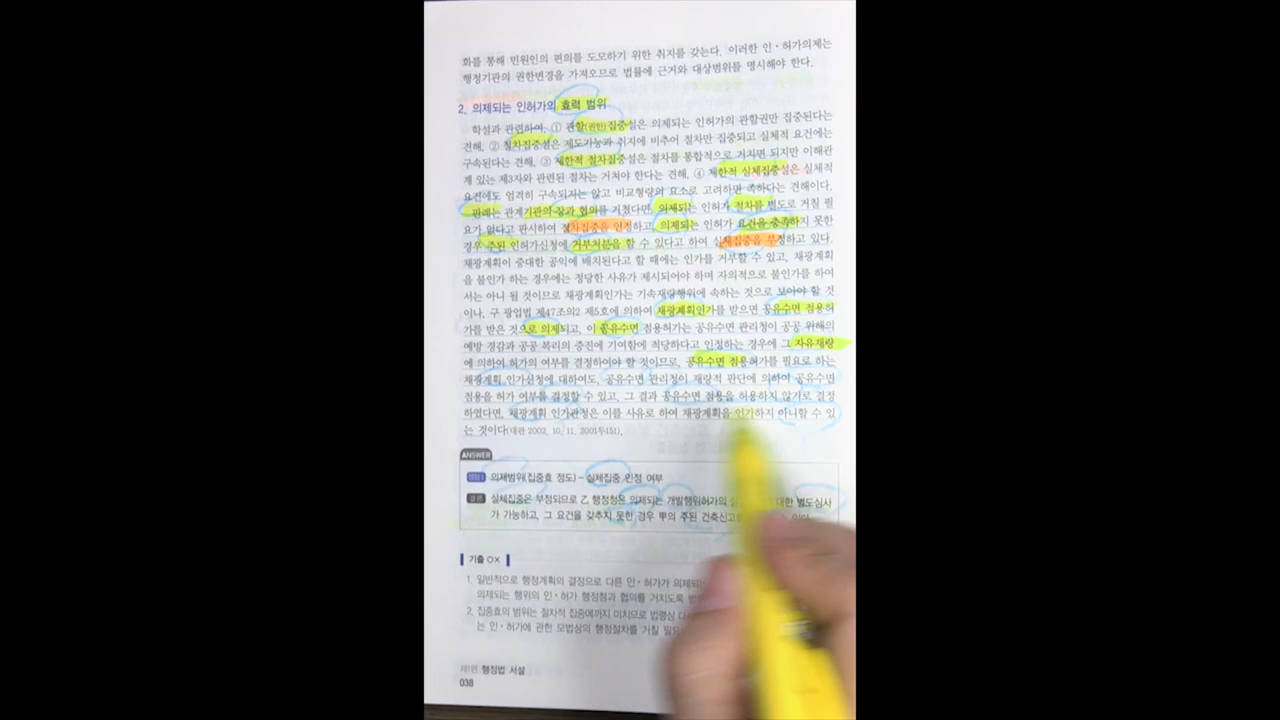 화를 통해 민원인의 편의를 도모하기 위한 취지를 갖는다. 이러한 인·허가의제는
행정기관의 권한변경을 가져오므로 법률에 근거와 대상범위를 명시해야 한다.
2. 의제되는 인허가의 효력 범위
학설과 관련하여, ① 관할(권한)집중설은 의제되는 인허가의 관할권만 집중된다는
견해, ② 절차집중설은 제도기능과 취지에 비추어 절차만 집중되고 실체적 요건에는
구속된다는 견해, ③ 제한적 절차집중설은 절차를 통합적으로 거치면 되지만 이해관
계 있는 제3자와 관련된 절차는 거쳐야 한다는 견해, ④ 제한적 실체집중설은 실체적
요건에도 엄격히 구속되지는 않고 비교형량의 요소로 고려하면 족하다는 견해이다.
판례는 관계기관의 장과 협의를 거쳤다면, 의제되는 인허가 절차를 별도로 거칠 필
요가 없다고 판시하여 절차집중을 인정하고, 의제되는 인허가 요건을 충족하지 못한
경우 주된 인허가신청에 거부처분을 할 수 있다고 하여 실체집중을 부정하고 있다.
채광계획이 중대한 공익에 배치된다고 할 때에는 인가를 거부할 수 있고, 채광계획
을 불인가 하는 경우에는 정당한 사유가 제시되어야 하며 자의적으로 불인가를 하여
서는 아니 될 것이므로 채광계획인가는 기속재량행위에 속하는 것으로 보아야 할 것
이나, 구 광업법 제47조의2 제5호에 의하여 채광계획인가를 받으면 공유수면 점용허
가를 받은 것으로 의제되고, 이 공유수면 점용허가는 공유수면 관리청이 공공 위해의
예방 경감과 공공 복리의 증진에 기여함에 적당하다고 인정하는 경우에 그 자유재량
에 의하여 허가의 여부를 결정하여야 할 것이므로, 공유수면 점용허가를 필요로 하는
채광계획 인가신청에 대하여도, 공유수면 관리청이 재량적 판단에 의하여 공유수면
점용을 허가 여부를 결정할 수 있고, 그 결과 공유수면 점용을 허용하지 않기로 결정
하였다면, 채광계획 인가관청은 이를 사유로 하여 채광계획을 인가하지 아니할 수 있
는 것이다(대판 2002. 10. 11. 2001두151).
ANSWER
의제범위(집중효 정도) – 실체집중 인정 여부
결론 실체집중은 부정되므로 乙 행정청은 의제되는 개발행위허가의 대한 별도심사
가 가능하고, 그 요건을 갖추지 못한 경우 甲의 주된 건축신고를
기출 O×
1. 일반적으로 행정계획의 결정으로 다른 인·허가가 의제되는
의제되는 행위의 인·허가 행정청과 협의를 거치도록
2. 집중효의 범위는 절차적 집중에까지 미치므로 법령상
는 인·허가에 관한 모법상의 행정절차를 거칠
제1편 행정법 서설
038